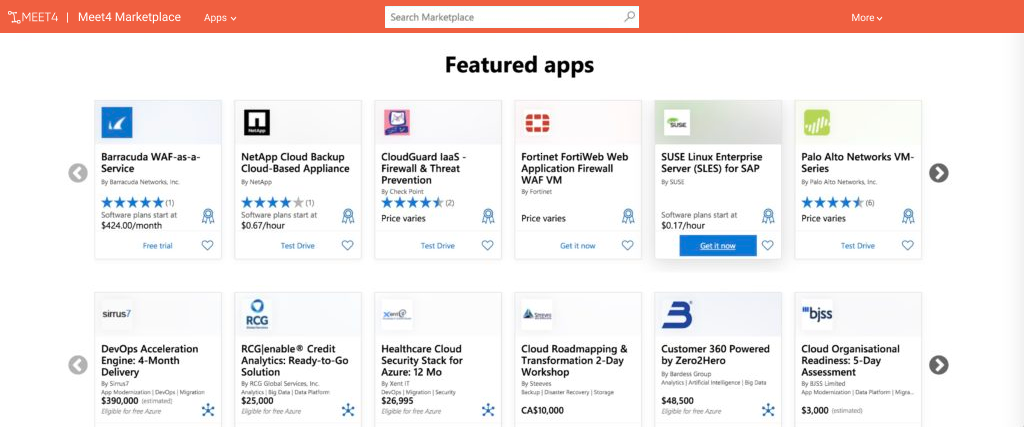 MEET4 | Meet4 Marketplace Apps Search Marketplace More
Featured apps
Barracuda WAF-as-a-
Service
By Barracuda Networks, Inc.
(1)
Software plans start at
$424.00/month
Free trial
NetApp
NetApp Cloud Backup
Cloud-Based Appliance
By NetApp
(1)
Software plans start at
$0.67/hour
Test Drive
CloudGuard IaaS -
Firewall & Threat
Prevention
By Check Point
(2)
Price varies
Test Drive
Fortinet FortiWeb Web
Application Firewall
WAF VM
By Fortinet
Price varies
Get it now
SUSE
SUSE Linux Enterprise
Server (SLES) for SAP
By SUSE
Software plans start at
$0.17/hour
Get it now
Palo Alto Networks VM-
Series
By Palo Alto Networks, Inc.
(6)
Price varies
Test Drive
sirrus7
DevOps Acceleration
Engine: 4-Month
Delivery
By Sirrus7
App Modernization | DevOps | Migration
$390,000 (estimated)
Eligible for free Azure
RCG
RCG|enable® Credit
Analytics: Ready-to-Go
Solution
By RCG Global Services, Inc.
Analytics | Big Data | Data Platform
$25,000
Eligible for free Azure
Xent
Healthcare Cloud
Security Stack for
Azure: 12 Mo
By Xent IT
DevOps | Migration | Security
$26,995
Eligible for free Azure
Steeves
Cloud Roadmapping &
Transformation 2-Day
Workshop
By Steeves
Backup | Disaster Recovery | Storage
CA$10,000
Customer 360 Powered
by Zero2Hero
By Bardess Group
Analytics | Artificial Intelligence | Big Data
$48,500
Eligible for free Azure
bjss
Cloud Organisational
Readiness: 5-Day
Assessment
By BJSS Limited
App Modernization | Data Platform | Migra...
$3,000 (estimated)